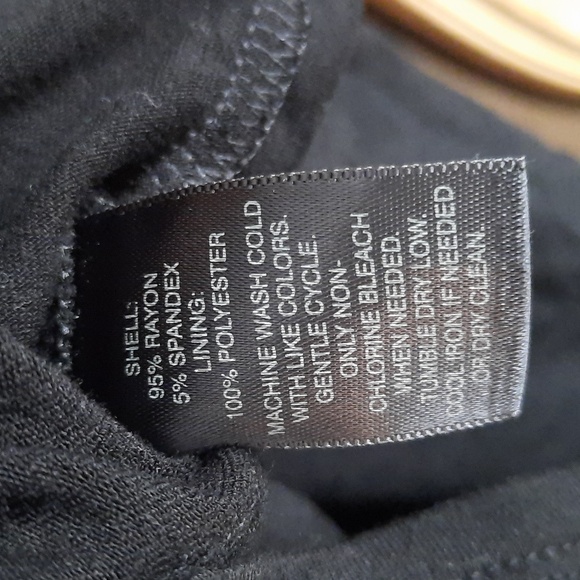 SHELL:
95% RAYON
5% SPANDEX
LINING:
100% POLYESTER
MACHINE WASH COLD
WITH LIKE COLORS.
GENTLE CYCLE.
ONLY NON-
CHLORINE BLEACH
WHEN NEEDED.
TUMBLE DRY LOW.
COOL IRON IF NEEDED
OR DRY CLEAN.